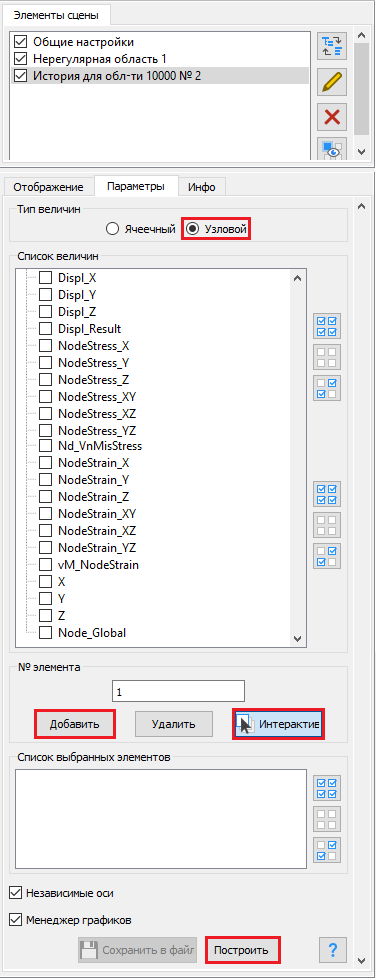 Элементы сцены
Общие настройки
Нерегулярная область 1
История для обл-ти 10000 № 2
Отображение
Параметры
Инфо
Тип величин
Ячеечный
Узловой
Список величин
Displ_X
Displ_Y
Displ_Z
Displ_Result
NodeStress_X
NodeStress_Y
NodeStress_Z
NodeStress_XY
NodeStress_XZ
NodeStress_YZ
Nd_VnMisStress
NodeStrain_X
NodeStrain_Y
NodeStrain_Z
NodeStrain_XY
NodeStrain_XZ
NodeStrain_YZ
vM_NodeStrain
X
Y
Z
Node_Global
№ элемента
1
Добавить
Удалить
Интерактив
Список выбранных элементов
Независимые оси
Менеджер графиков
Сохранить в файл
Построить
?